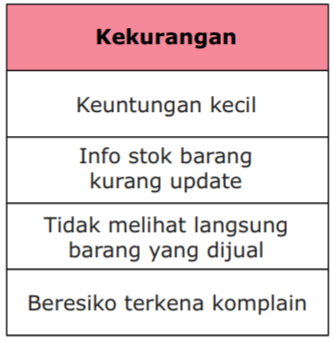 Kekurangan
Keuntungan kecil
Info stok barang
kurang update
Tidak melihat langsung
barang yang dijual
Beresiko terkena komplain